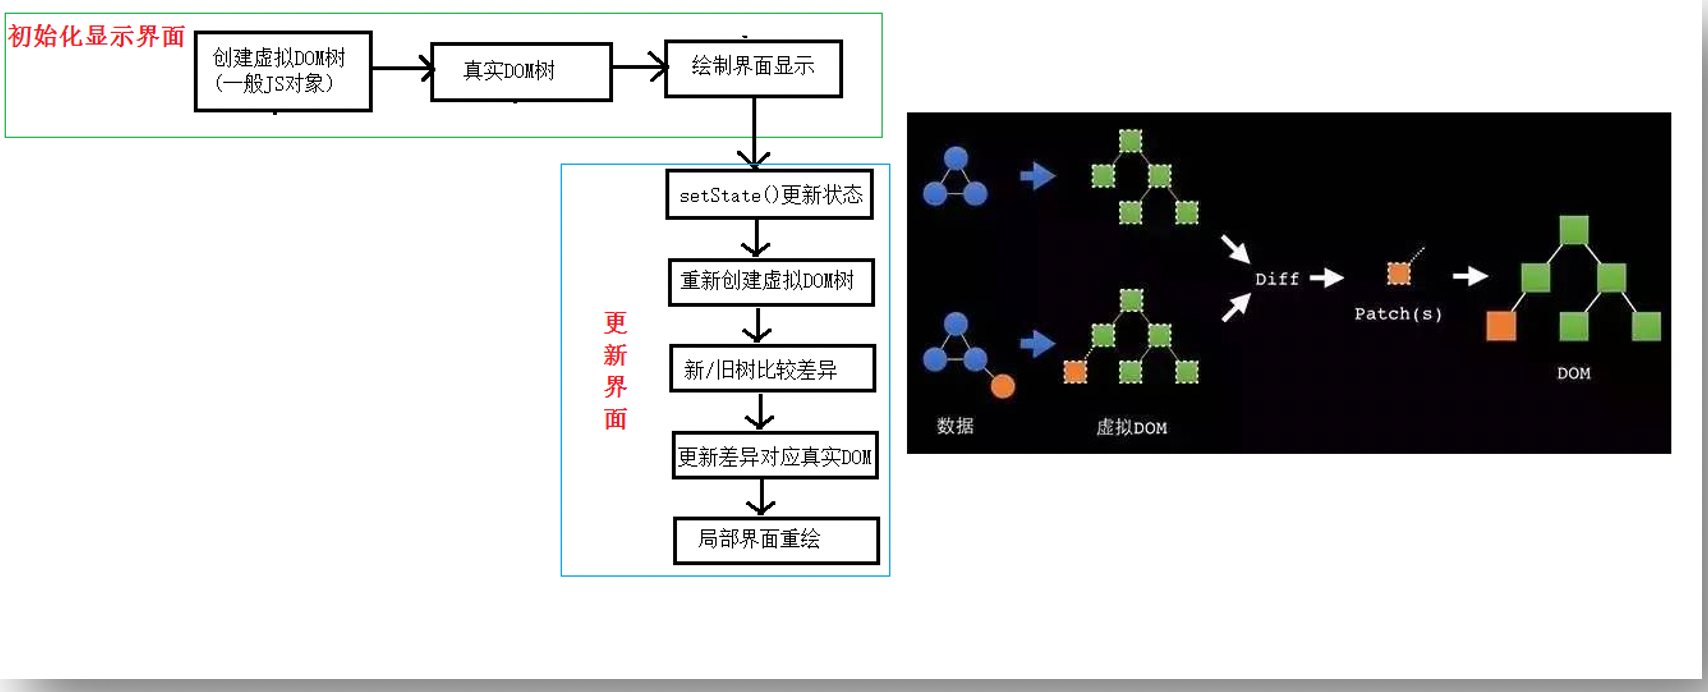 初始化显示界面
创建虚拟DOM树
(一般JS对象)
真实DOM树
绘制界面显示
setState()更新状态
重新创建虚拟DOM树
新/旧树比较差异
更新差异对应真实DOM
局部界面重绘
更
新
界
面
Diff
Patch(s)
DOM
数据
虚拟DOM